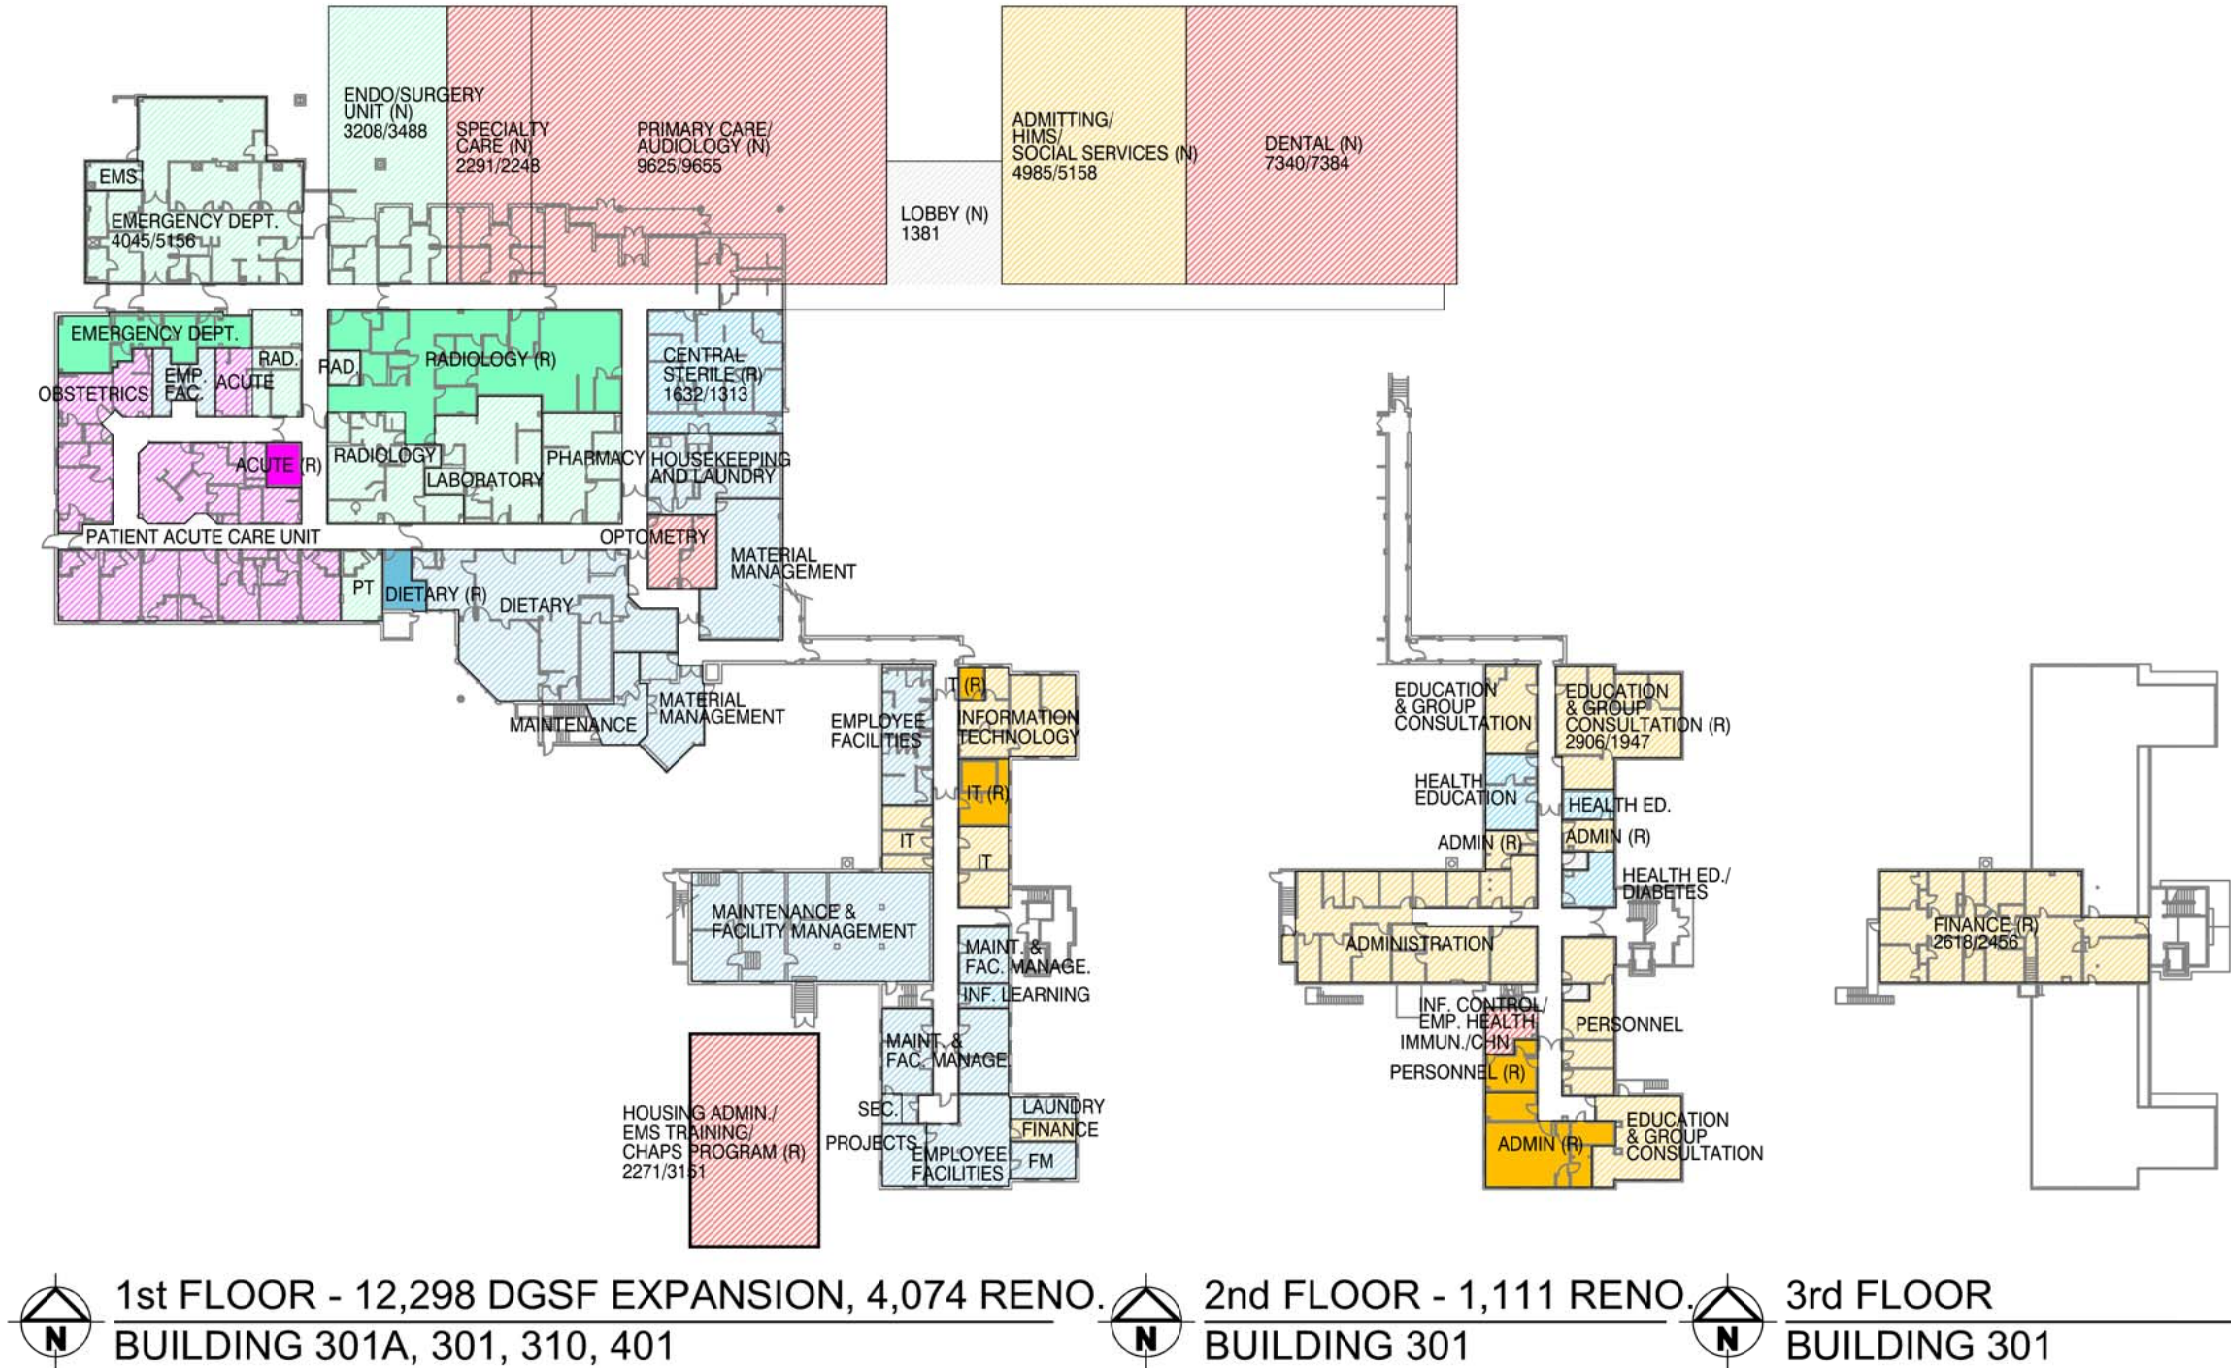 ENDO/SURGERY
UNIT (N)
3208/3488
SPECIALTY
CARE (N)
2291/2248
PRIMARY CARE/
AUDIOLOGY (N)
9625/9655
LOBBY (N)
1381
ADMITTING/
HIMS/
SOCIAL SERVICES (N)
4985/5158
DENTAL (N)
7340/7384
EMS
EMERGENCY DEPT.
4045/5156
EMERGENCY DEPT.
OBSTETRICS
EMP.
FAC.
ACUTE
RAD.
RAD.
RADIOLOGY (R)
CENTRAL
STERILE (R)
1632/1313
ACUTE (R)
RADIOLOGY
LABORATORY
PHARMACY
HOUSEKEEPING
AND LAUNDRY
PATIENT ACUTE CARE UNIT
OPTOMETRY
MATERIAL
MANAGEMENT
PT
DIETARY (R)
DIETARY
MAINTENANCE
MATERIAL
MANAGEMENT
EMPLOYEE
FACILITIES
IT (R)
INFORMATION
TECHNOLOGY
IT (R)
IT
IT
MAINTENANCE &
FACILITY MANAGEMENT
MAINT. &
FAC. MANAGE.
INF. LEARNING
MAINT. &
FAC. MANAGE.
SEC.
PROJECTS
EMPLOYEE
FACILITIES
LAUNDRY
FINANCE
FM
HOUSING ADMIN./
EMS TRAINING/
CHAPS PROGRAM (R)
2271/3151
EDUCATION
& GROUP
CONSULTATION
EDUCATION
& GROUP
CONSULTATION (R)
2906/1947
HEALTH
EDUCATION
HEALTH ED.
ADMIN (R)
ADMIN (R)
HEALTH ED./
DIABETES
ADMINISTRATION
INF. CONTROL/
EMP. HEALTH
IMMUN./CHN
PERSONNEL
PERSONNEL (R)
ADMIN (R)
EDUCATION
& GROUP
CONSULTATION
FINANCE (R)
2618/2456
N
1st FLOOR - 12,298 DGSF EXPANSION, 4,074 RENO.
BUILDING 301A, 301, 310, 401
N
2nd FLOOR - 1,111 RENO.
BUILDING 301
N
3rd FLOOR
BUILDING 301